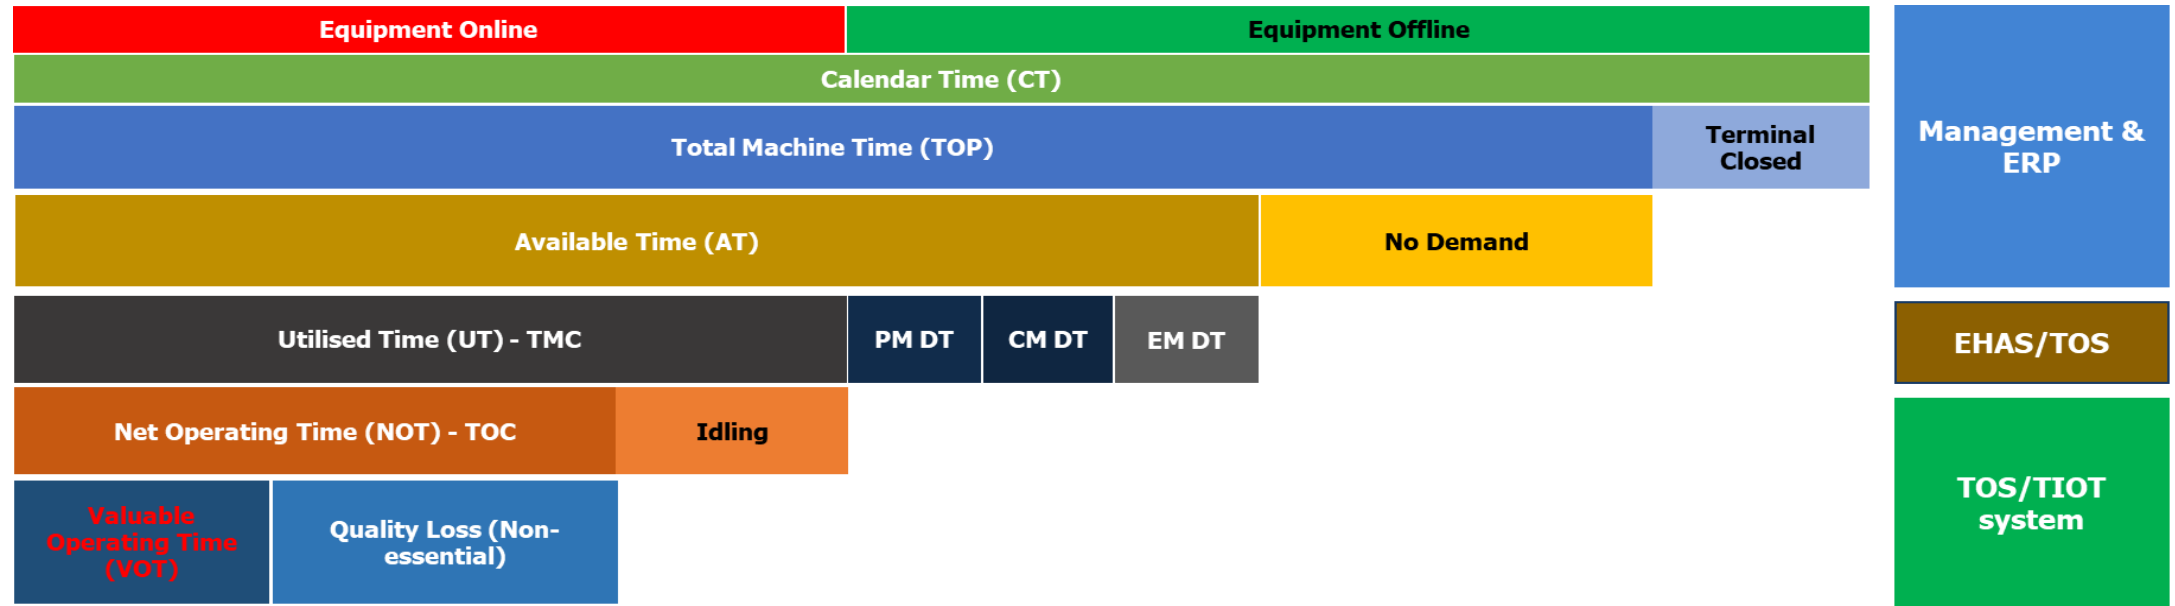 Equipment Online
Equipment Offline
Calendar Time (CT)
Total Machine Time (TOP)
Terminal
Closed
Management &
ERP
Available Time (AT)
No Demand
Utilised Time (UT) - TMC
PM DT
CM DT
EM DT
EHAS/TOS
Net Operating Time (NOT) - TOC
Idling
Valuable
Operating Time
(VOT)
Quality Loss (Non-
essential)
TOS/TIOT
system